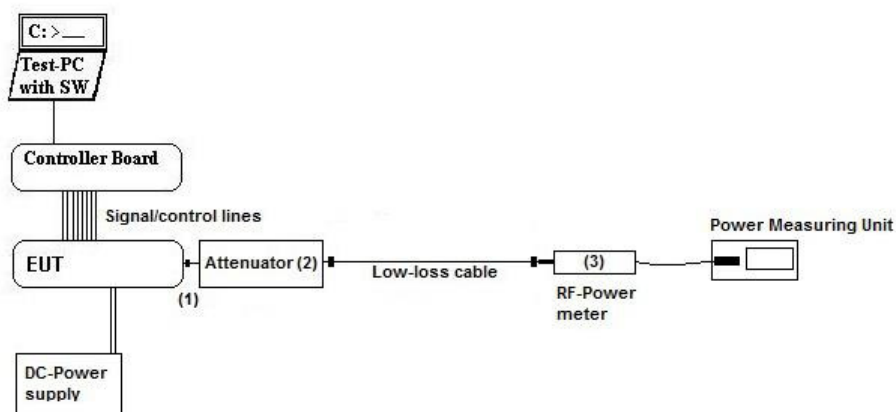 C: >__
Test-PC
with SW
Controller Board
Signal/control lines
Power Measuring Unit
EUT
Attenuator (2)
(3)
Low-loss cable
(1)
RF-Power
meter
DC-Power
supply